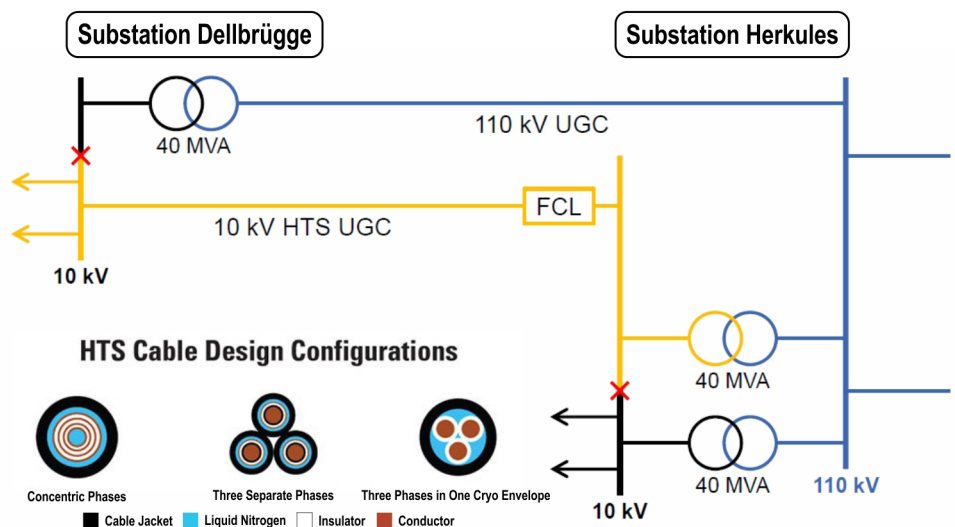 Substation Dellbrügge
Substation Herkules
40 MVA
110 kV UGC
10 kV HTS UGC
FCL
10 kV
HTS Cable Design Configurations
40 MVA
40 MVA
10 kV
110 kV
Concentric Phases
Three Separate Phases
Three Phases in One Cryo Envelope
Cable Jacket
Liquid Nitrogen
Insulator
Conductor